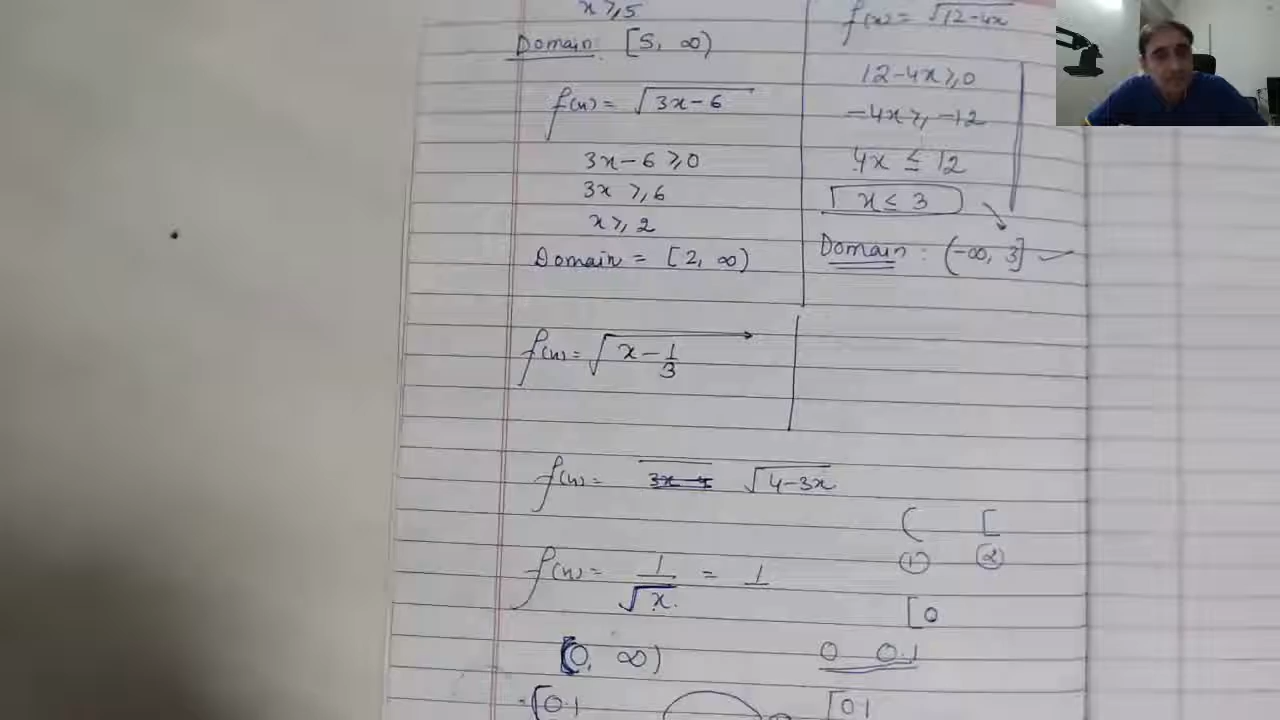 x ≥ 5
Domain: [5, ∞)
f(x) = √3x-6
3x-6 ≥ 0
3x ≥ 6
x ≥ 2
Domain = [2, ∞)
f(x) = √12-4x
12-4x ≥ 0
-4x ≥ -12
4x ≤ 12
x ≤ 3
Domain: (-∞, 3]
f(x) = √x - 1/3
f(x) = √4-3x
( [
1 2
f(x) = 1/√x = 1
[0
(0, ∞)
0 0.1
[0.1
[0.1